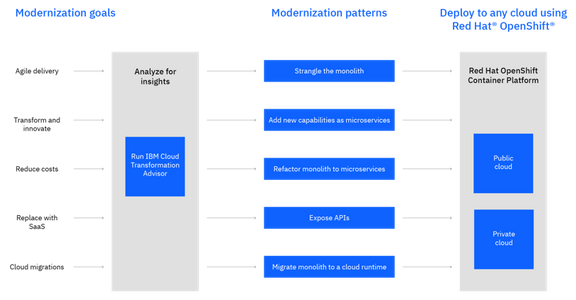 Modernization goals
Modernization patterns
Deploy to any cloud using
Red Hat® OpenShift®
Agile delivery
Analyze for
insights
Strangle the monolith
Red Hat OpenShift
Container Platform
Transform and
innovate
Add new capabilities as microservices
Run IBM Cloud
Transformation
Advisor
Public
cloud
Reduce costs
Refactor monolith to microservices
Replace with
SaaS
Expose APIs
Private
cloud
Cloud migrations
Migrate monolith to a cloud runtime